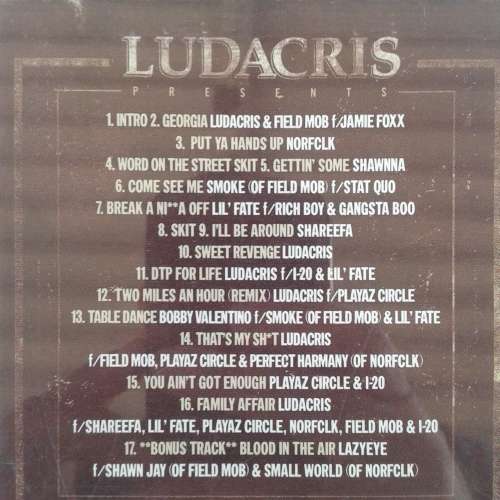 LUDACRIS
PRESENTS
1. INTRO 2. GEORGIA LUDACRIS & FIELD MOB f/JAMIE FOXX
3. PUT YA HANDS UP NORFCLK
4. WORD ON THE STREET SKIT 5. GETTIN' SOME SHAWNNA
6. COME SEE ME SMOKE (OF FIELD MOB) f/STAT QUO
7. BREAK A NI**A OFF LIL' FATE f/RICH BOY & GANGSTA BOO
8. SKIT 9. I'LL BE AROUND SHAREEFA
10. SWEET REVENGE LUDACRIS
11. DTP FOR LIFE LUDACRIS f/I-20 & LIL' FATE
12. TWO MILES AN HOUR (REMIX) LUDACRIS f/PLAYAZ CIRCLE
13. TABLE DANCE BOBBY VALENTINO f/SMOKE (OF FIELD MOB) & LIL' FATE
14. THAT'S MY SH*T LUDACRIS
f/FIELD MOB, PLAYAZ CIRCLE & PERFECT HARMANY (OF NORFCLK)
15. YOU AIN'T GOT ENOUGH PLAYAZ CIRCLE & I-20
16. FAMILY AFFAIR LUDACRIS
f/SHAREEFA, LIL' FATE, PLAYAZ CIRCLE, NORFCLK, FIELD MOB & I-20
17. **BONUS TRACK** BLOOD IN THE AIR LAZYEYE
f/SHAWN JAY (OF FIELD MOB) & SMALL WORLD (OF NORFCLK)